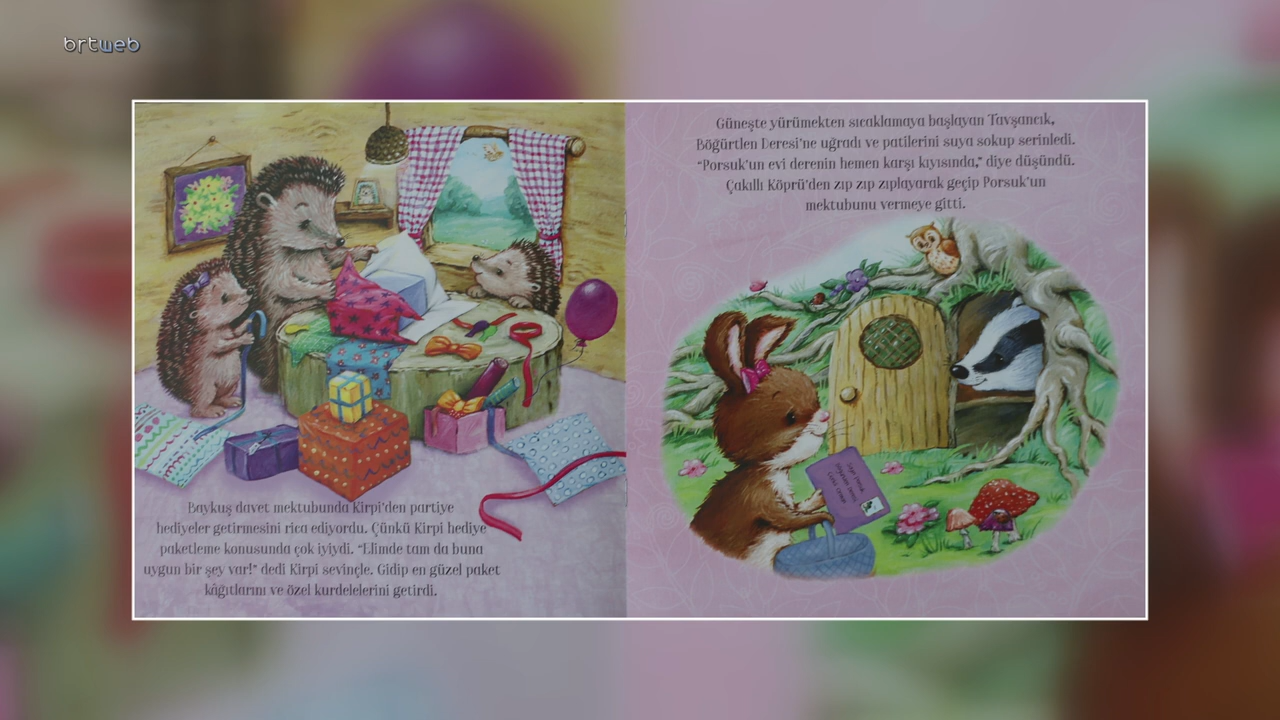 brtweb
Baykuş davet mektubunda Kirpi'den partiye
hediyeler getirmesini rica ediyordu. Çünkü Kirpi hediye
paketleme konusunda çok iyiydi. "Elimde tam da buna
uygun bir şey var!" dedi Kirpi sevinçle. Gidip en güzel paket
kâğıtlarını ve özel kurdelelerini getirdi.
Güneşte yürümekten sıcaklamaya başlayan Tavşancık,
Böğürtlen Deresi'ne uğradı ve patilerini suya sokup serinledi.
"Porsuk'un evi derenin hemen karşı kıyısında," diye düşündü.
Çakıllı Köprü'den zıp zıp zıplayarak geçip Porsuk'un
mektubunu vermeye gitti.